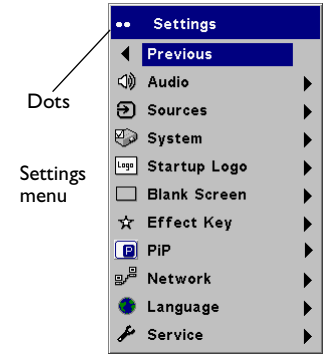 Settings
Previous
Audio
Dots
Sources
System
Settings
menu
Logo
Startup Logo
Blank Screen
Effect Key
P
PiP
Network
Language
Service